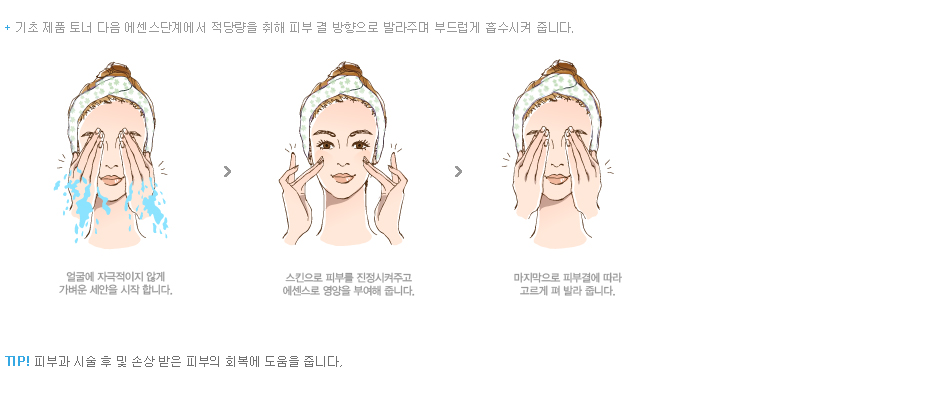 + 기초 제품 토너 다음 에센스단계에서 적당량을 취해 피부 결 방향으로 발라주며 부드럽게 흡수시켜 줍니다.
얼굴에 자극적이지 않게
가벼운 세안을 시작 합니다.
스킨으로 피부를 진정시켜주고
에센스로 영양을 부여해 줍니다.
마지막으로 피부결에 따라
고르게 펴 발라 줍니다.
TIP! 피부과 시술 후 및 손상 받은 피부의 회복에 도움을 줍니다.